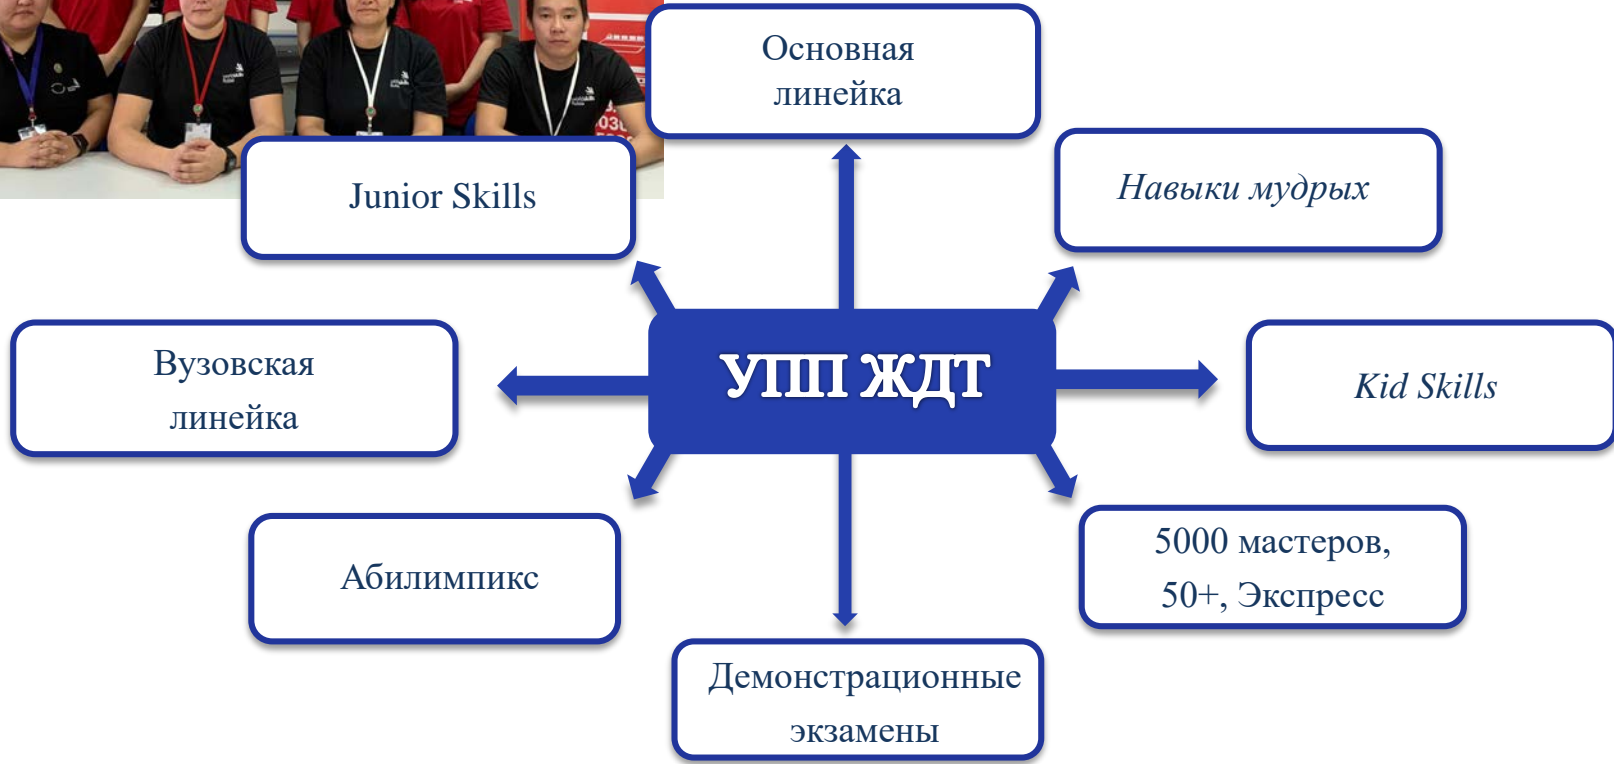 Основная
линейка
Junior Skills
Навыки мудрых
Вузовская
линейка
УПП ЖДТ
Kid Skills
Абилимпикс
5000 мастеров,
50+, Экспресс
Демонстрационные
экзамены